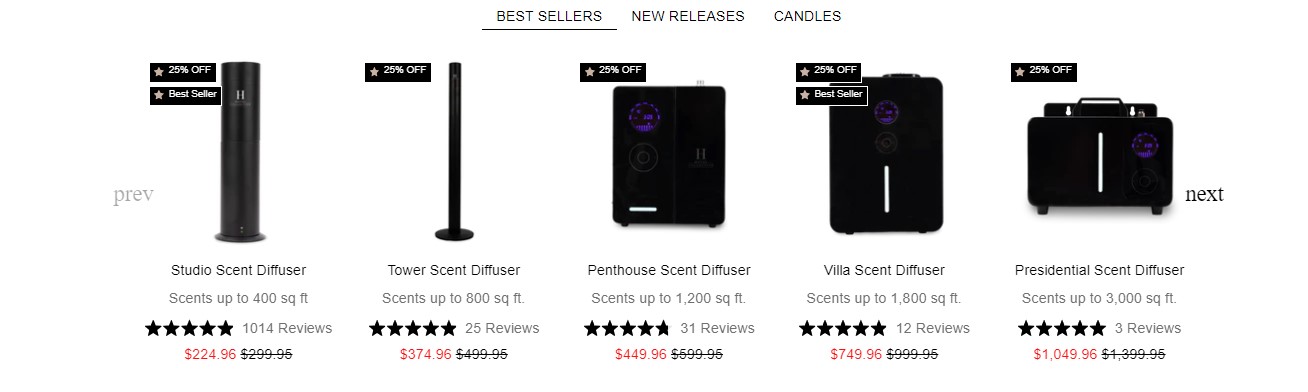 BEST SELLERS NEW RELEASES CANDLES
25% OFF
Best Seller
H
25% OFF
25% OFF
H
25% OFF
Best Seller
25% OFF
prev
next
Studio Scent Diffuser
Scents up to 400 sq ft
1014 Reviews
$224.96 $299.95
Tower Scent Diffuser
Scents up to 800 sq ft.
25 Reviews
$374.96 $499.95
Penthouse Scent Diffuser
Scents up to 1,200 sq ft.
31 Reviews
$449.96 $599.95
Villa Scent Diffuser
Scents up to 1,800 sq ft.
12 Reviews
$749.96 $999.95
Presidential Scent Diffuser
Scents up to 3,000 sq ft.
3 Reviews
$1,049.96 $1,399.95